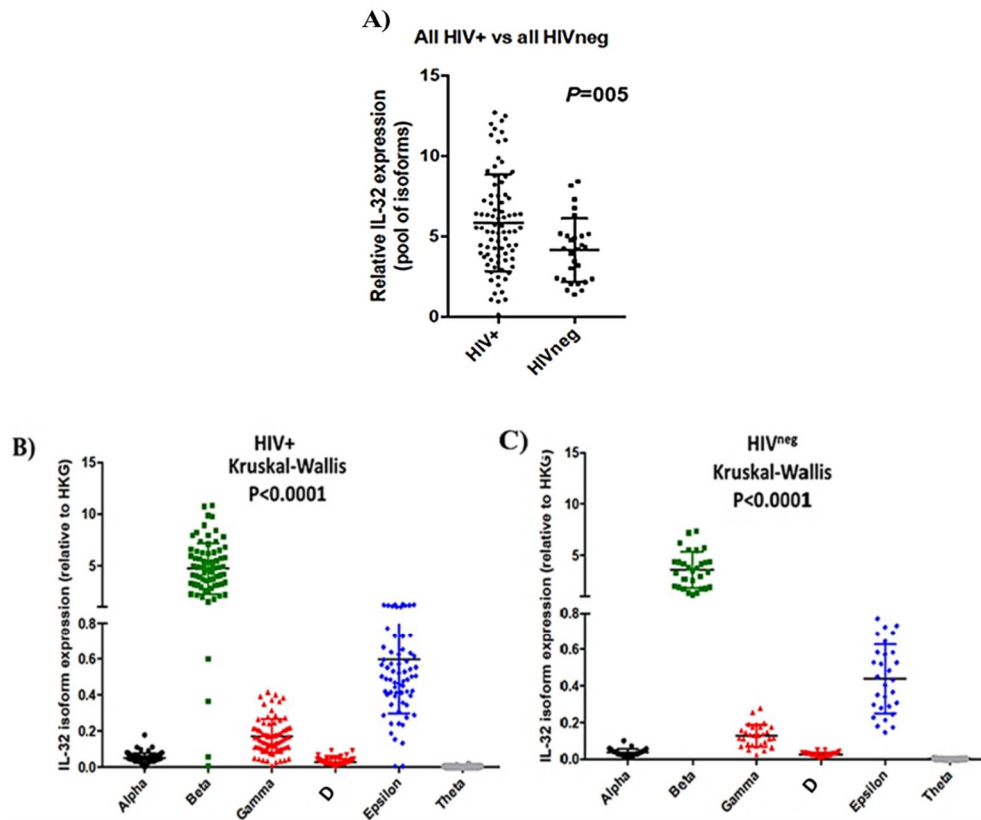 A)
All HIV+ vs all HIVneg
P=005
Relative IL-32 expression
(pool of isoforms)
15
10
5
0
HIV+
HIVneg
B)
HIV+
Kruskal-Wallis
P<0.0001
IL-32 isoform expression (relative to HKG)
15
10
5
0.8
0.6
0.4
0.2
0.0
Alpha
Beta
Gamma
D
Epsilon
Theta
C)
HIVneg
Kruskal-Wallis
P<0.0001
IL-32 isoform expression (relative to HKG)
15
10
5
0.8
0.6
0.4
0.2
0.0
Alpha
Beta
Gamma
D
Epsilon
Theta